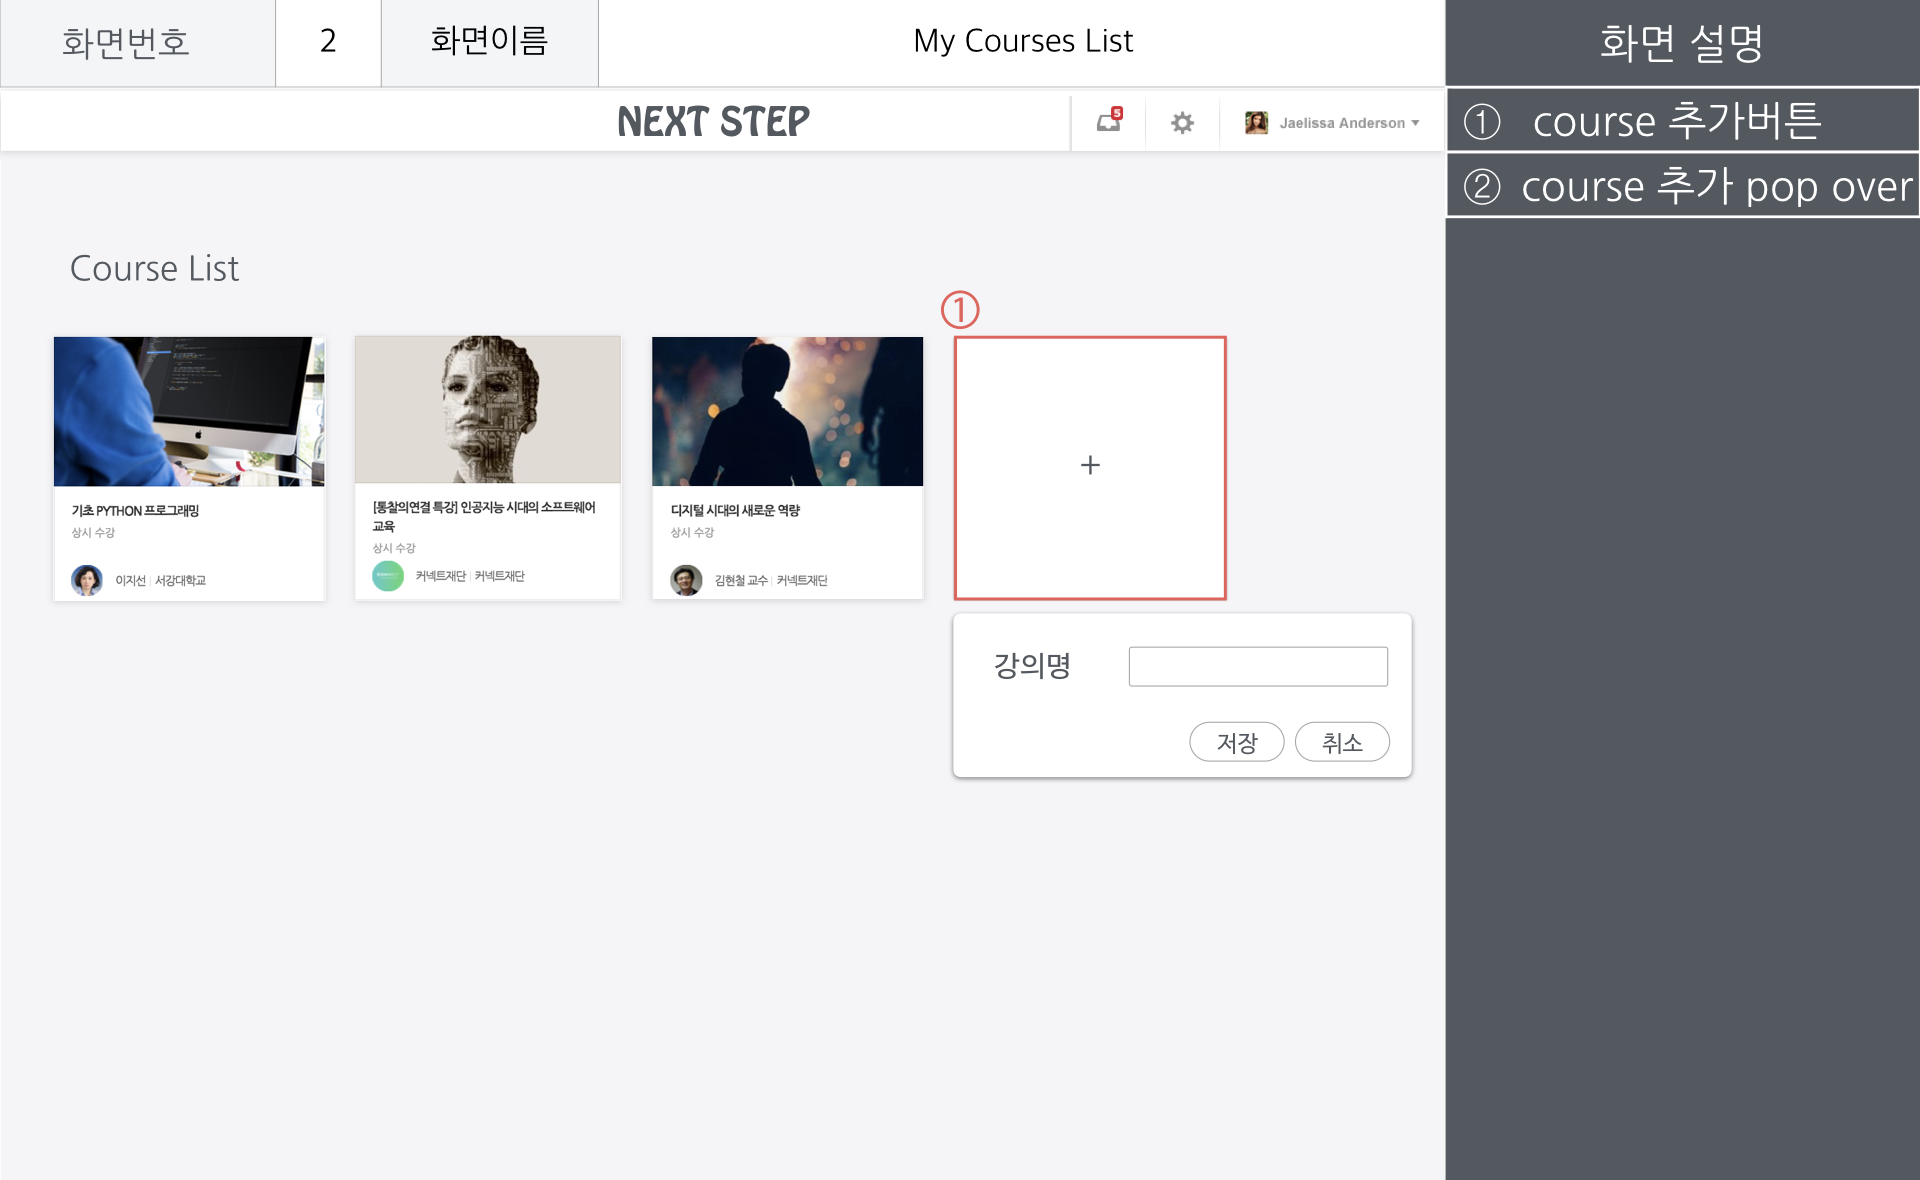 화면번호
2
화면이름
My Courses List
화면 설명
NEXT STEP
5
Jaelissa Anderson
① course 추가버튼
② course 추가 pop over
Course List
①
기초 PYTHON 프로그래밍
상시 수강
이지선 | 서강대학교
[통찰의연결 특강] 인공지능 시대의 소프트웨어
교육
상시 수강
커넥트재단 | 커넥트재단
디지털 시대의 새로운 역량
상시 수강
김현철 교수 | 커넥트재단
+
강의명
저장
취소